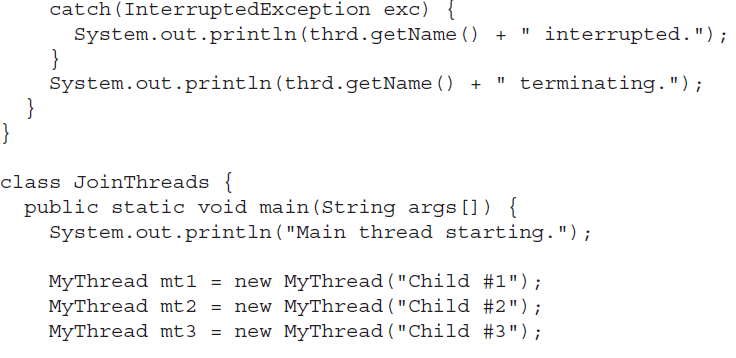 catch(InterruptedException exc) {
      System.out.println(thrd.getName() + " interrupted.");
    }
    System.out.println(thrd.getName() + " terminating.");
  }
}

class JoinThreads {
  public static void main(String args[]) {
    System.out.println("Main thread starting.");

    MyThread mt1 = new MyThread("Child #1");
    MyThread mt2 = new MyThread("Child #2");
    MyThread mt3 = new MyThread("Child #3");